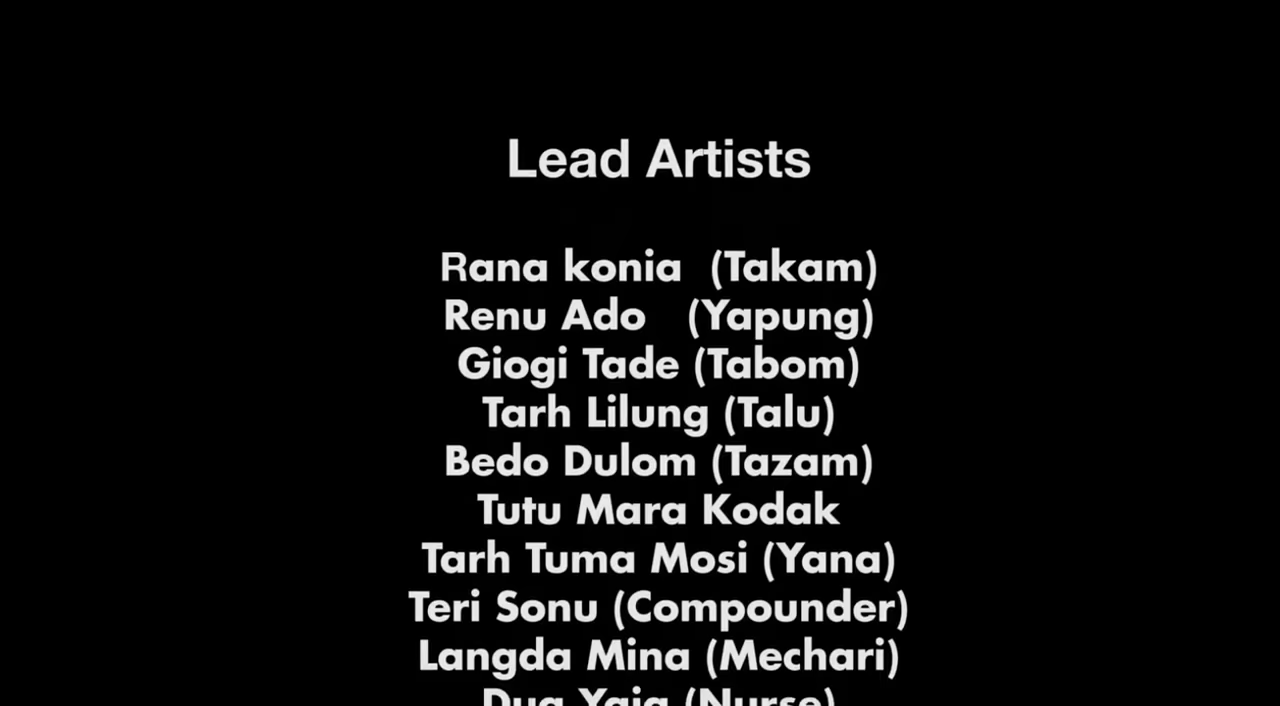 Lead Artists
Rana konia (Takam)
Renu Ado (Yapung)
Giogi Tade (Tabom)
Tarh Lilung (Talu)
Bedo Dulom (Tazam)
Tutu Mara Kodak
Tarh Tuma Mosi (Yana)
Teri Sonu (Compounder)
Langda Mina (Mechari)
(Nurse)